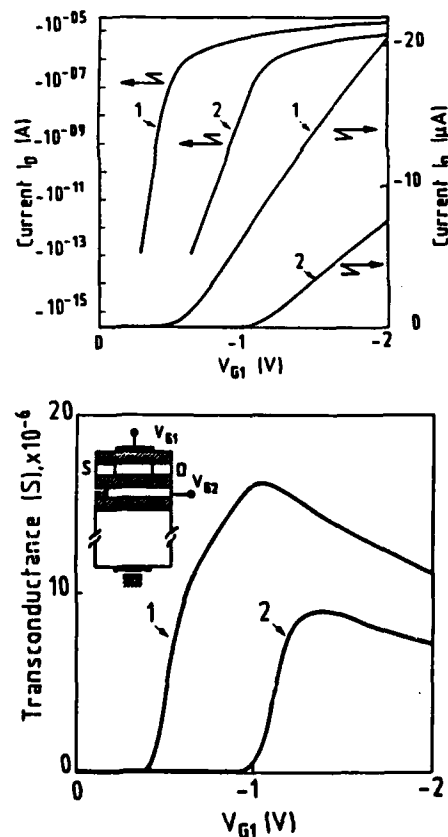 -10⁻⁰⁵
-10⁻⁰⁷
-10⁻⁰⁹
-10⁻¹¹
-10⁻¹³
-10⁻¹⁵
Current I_D (A)
1
2
1
2
-20
-10
0
Current I_D (μA)
0
-1
-2
V_G1 (V)
20
10
0
Transconductance (S),x10⁻⁶
V_G1
S
D
V_G2
1
2
0
-1
-2
V_G1 (V)